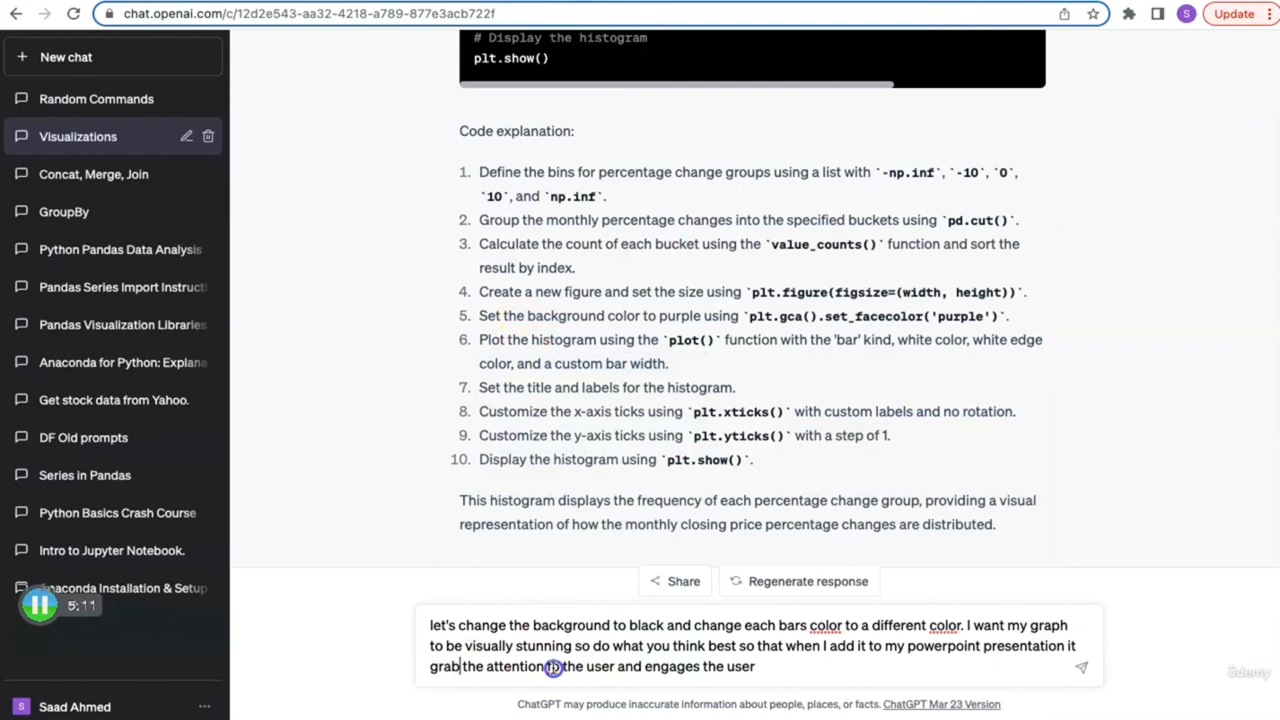 chat.openai.com/c/12d2e543-aa32-4218-a789-877e3acb722f
S
Update
New chat
Random Commands
Visualizations
Concat, Merge, Join
GroupBy
Python Pandas Data Analysis
Pandas Series Import Instructi
Pandas Visualization Libraries,
Anaconda for Python: Explana
Get stock data from Yahoo.
DF Old prompts
Series in Pandas
Python Basics Crash Course
Intro to Jupyter Notebook.
Anaconda Installation & Setup
5:11
S
Saad Ahmed
# Display the histogram
plt.show()
Code explanation:
1. Define the bins for percentage change groups using a list with `-np.inf`, `-10`, `0`,
`10`, and `np.inf`.
2. Group the monthly percentage changes into the specified buckets using `pd.cut()`.
3. Calculate the count of each bucket using the `value_counts()` function and sort the
result by index.
4. Create a new figure and set the size using `plt.figure(figsize=(width, height))`.
5. Set the background color to purple using `plt.gca().set_facecolor('purple')`.
6. Plot the histogram using the `plot()` function with the 'bar' kind, white color, white edge
color, and a custom bar width.
7. Set the title and labels for the histogram.
8. Customize the x-axis ticks using `plt.xticks()` with custom labels and no rotation.
9. Customize the y-axis ticks using `plt.yticks()` with a step of 1.
10. Display the histogram using `plt.show()`.
This histogram displays the frequency of each percentage change group, providing a visual
representation of how the monthly closing price percentage changes are distributed.
Share
Regenerate response
let's change the background to black and change each bars color to a different color. I want my graph
to be visually stunning so do what you think best so that when I add it to my powerpoint presentation it
grab the attention to the user and engages the user
ChatGPT may produce inaccurate information about people, places, or facts. ChatGPT Mar 23 Version
ûdemy